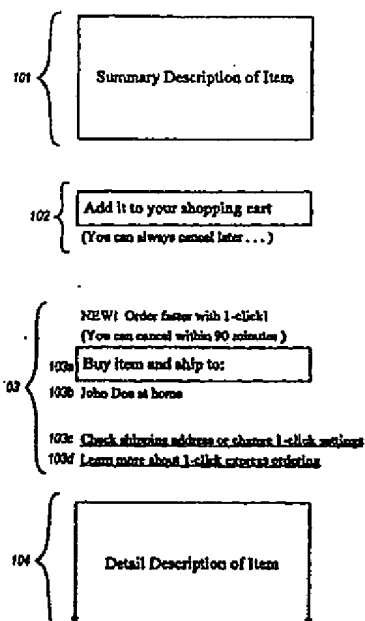 101
Summary Description of Item
102
Add it to your shopping cart
(You can always cancel later...)
NEW! Order faster with 1-click!
(You can cancel within 90 minutes)
103a Buy item and ship to:
03
103b John Doe at home
103c Check shipping address or change 1-click settings
103d Learn more about 1-click express ordering
104
Detail Description of Item